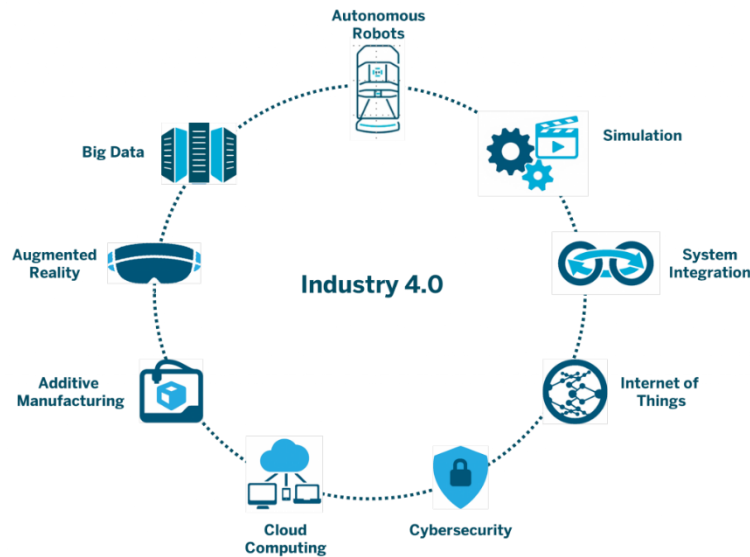 Autonomous
Robots
Simulation
System
Integration
Internet of
Things
Cybersecurity
Cloud
Computing
Additive
Manufacturing
Augmented
Reality
Big Data
Industry 4.0